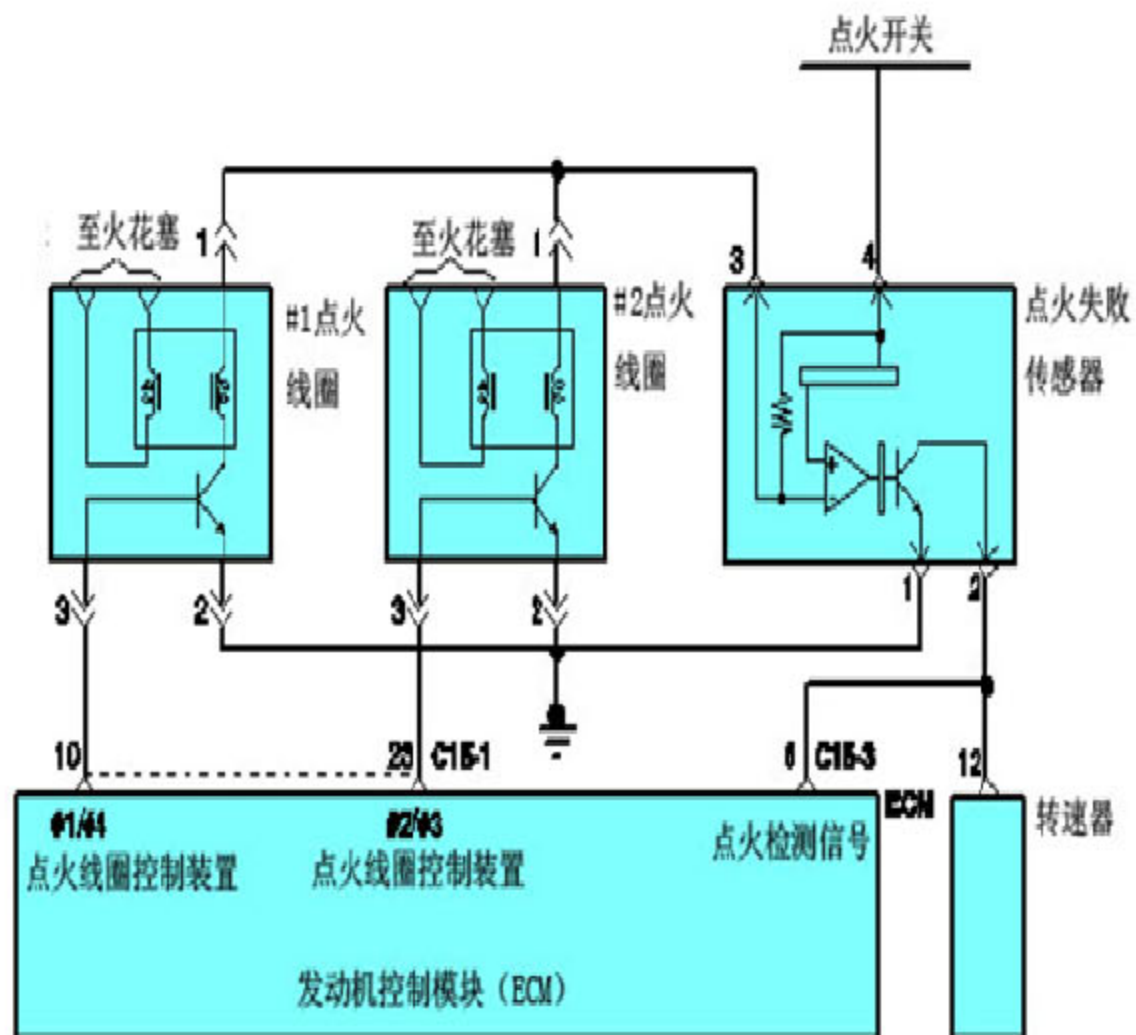 点火开关
至火花塞 1
至火花塞 1
3
4
#1点火
线圈
#2点火
线圈
点火失败
传感器
+
-
3
2
3
2
1
2
10
23 C15-1
6 C15-3
12
ECM
#1/#4
点火线圈控制装置
#2/#3
点火线圈控制装置
点火检测信号
转速器
发动机控制模块（ECM）